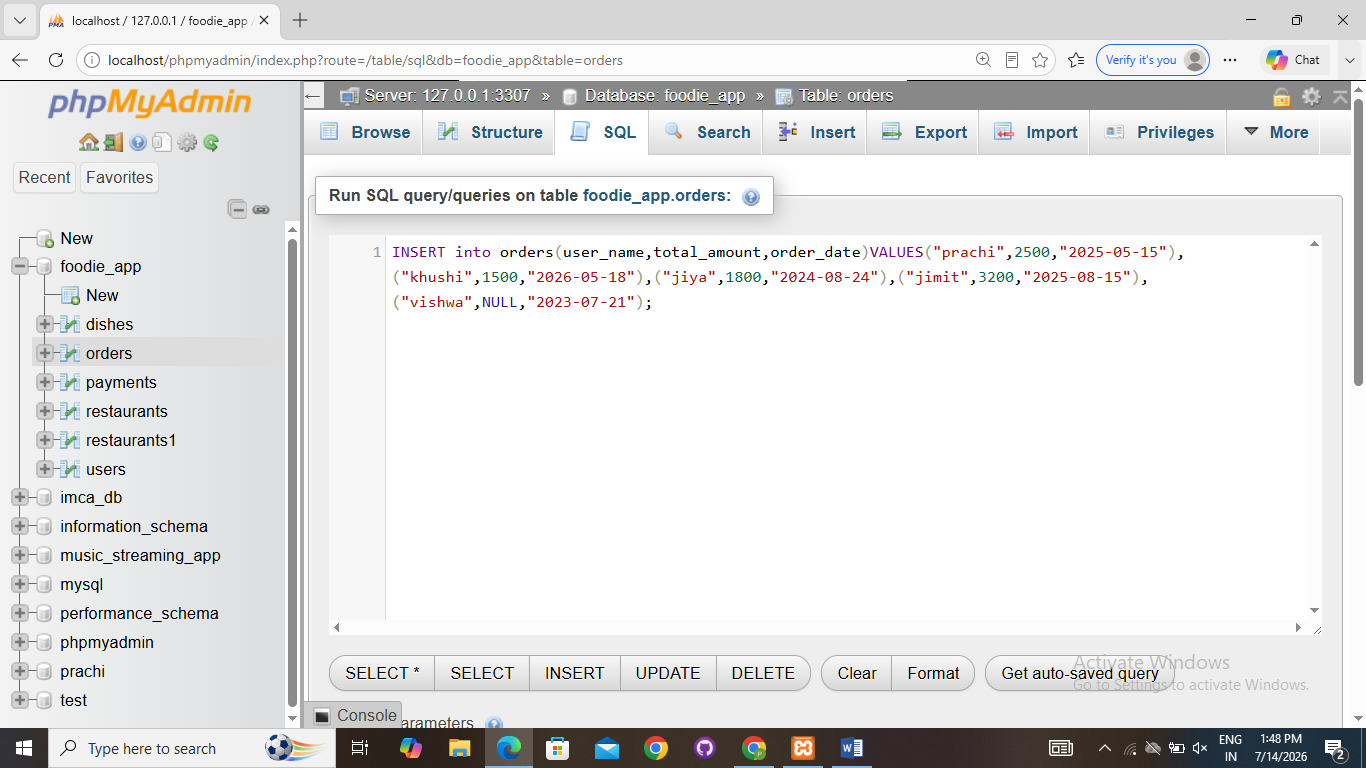 localhost / 127.0.0.1 / foodie_app
localhost/phpmyadmin/index.php?route=/table/sql&db=foodie_app&table=orders
Verify it's you
Chat
phpMyAdmin
Recent
Favorites
New
foodie_app
New
dishes
orders
payments
restaurants
restaurants1
users
imca_db
information_schema
music_streaming_app
mysql
performance_schema
phpmyadmin
prachi
test
Server: 127.0.0.1:3307 » Database: foodie_app » Table: orders
Browse Structure SQL Search Insert Export Import Privileges More
Run SQL query/queries on table foodie_app.orders:
1 INSERT into orders(user_name,total_amount,order_date)VALUES("prachi",2500,"2025-05-15"),
("khushi",1500,"2026-05-18"),("jiya",1800,"2024-08-24"),("jimit",3200,"2025-08-15"),
("vishwa",NULL,"2023-07-21");
SELECT * SELECT INSERT UPDATE DELETE Clear Format Get auto-saved query
Activate Windows
Go to Settings to activate Windows.
Console
arameters
Type here to search
ENG
IN
1:48 PM
7/14/2026
2